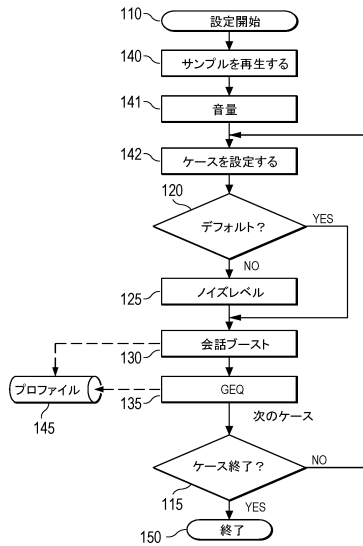 110
設定開始
140
サンプルを再生する
141
音量
142
ケースを設定する
120
デフォルト?
YES
NO
125
ノイズレベル
130
会話ブースト
プロファイル
145
135
GEQ
次のケース
ケース終了?
NO
115
YES
150
終了